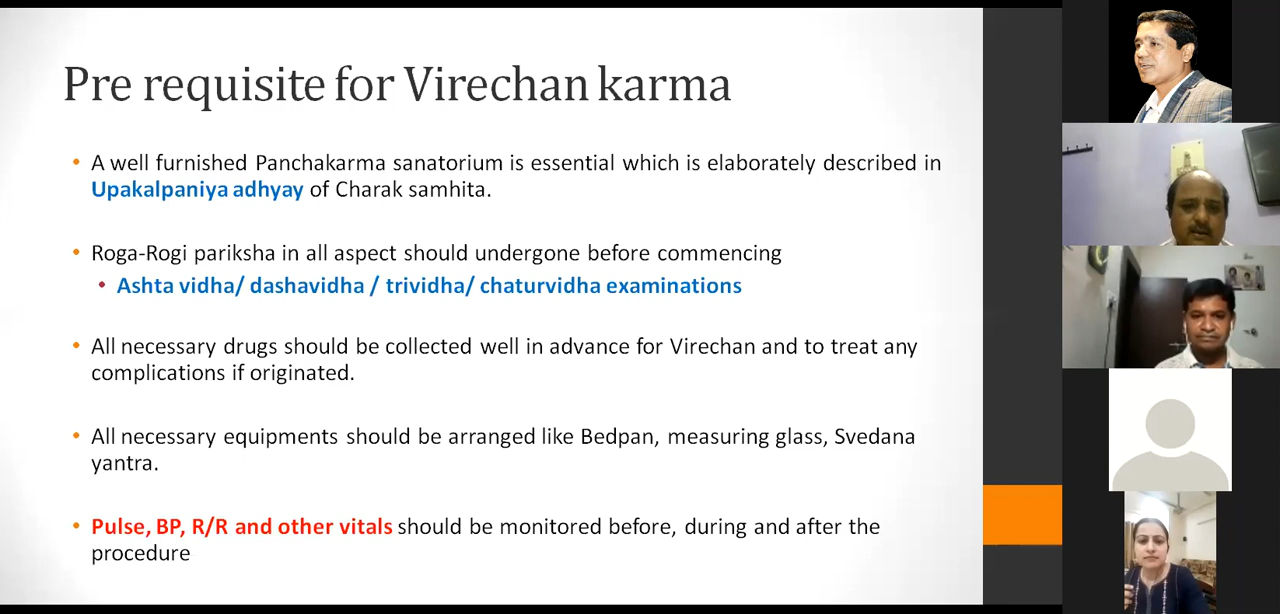 Pre requisite for Virechan karma
• A well furnished Panchakarma sanatorium is essential which is elaborately described in
Upakalpaniya adhyay of Charak samhita.
• Roga-Rogi pariksha in all aspect should undergone before commencing
• Ashta vidha/ dashavidha / trividha/ chaturvidha examinations
• All necessary drugs should be collected well in advance for Virechan and to treat any
complications if originated.
• All necessary equipments should be arranged like Bedpan, measuring glass, Svedana
yantra.
• Pulse, BP, R/R and other vitals should be monitored before, during and after the
procedure